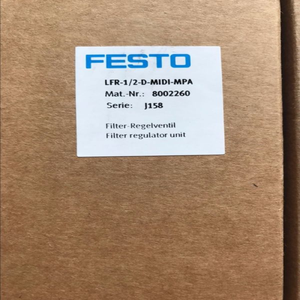 FESTO
LFR-1/2-D-MIDI-MPA
Mat.-Nr.: 8002260
Serie: J158
Filter-Regelventil
Filter regulator unit